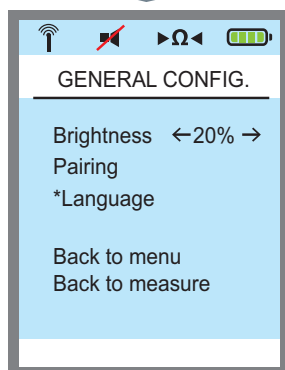 ►Ω◄
GENERAL CONFIG.
Brightness ←20% →
Pairing
*Language
Back to menu
Back to measure